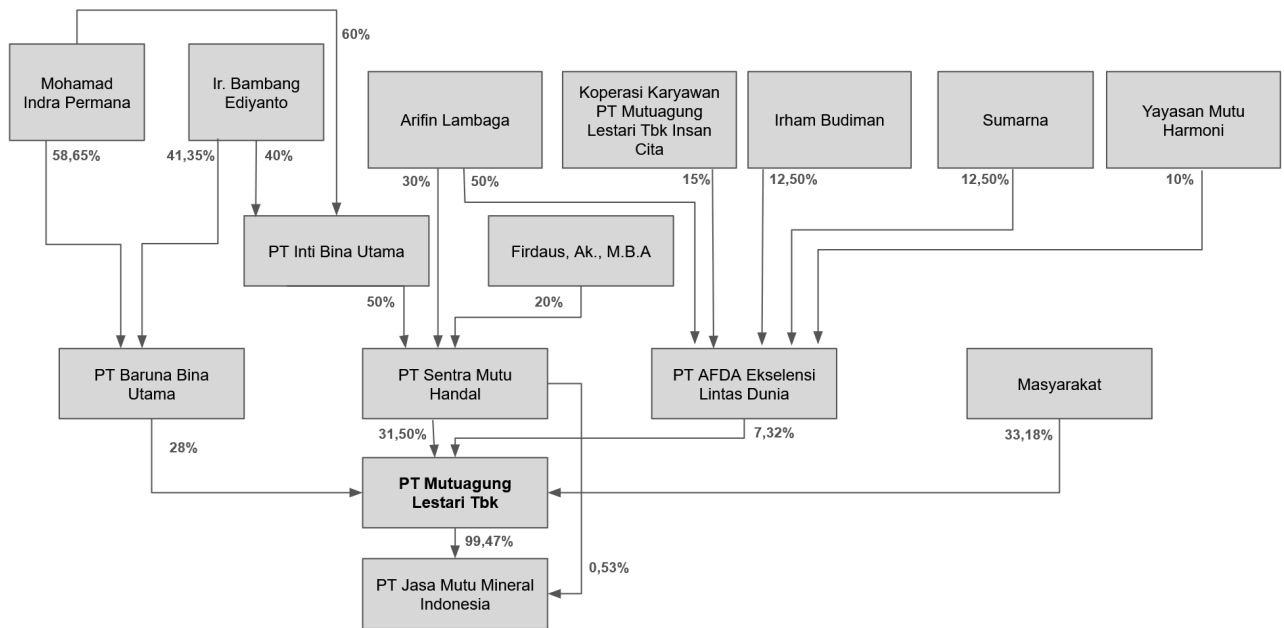 60%
Mohamad
Indra Permana
Ir. Bambang
Ediyanto
Arifin Lambaga
Koperasi Karyawan
PT Mutuagung
Lestari Tbk Insan
Cita
Irham Budiman
Sumarna
Yayasan Mutu
Harmoni
58,65%
41,35%
40%
30%
50%
15%
12,50%
12,50%
10%
PT Inti Bina Utama
Firdaus, Ak., M.B.A
50%
20%
PT Baruna Bina
Utama
PT Sentra Mutu
Handal
PT AFDA Ekselensi
Lintas Dunia
Masyarakat
28%
31,50%
7,32%
33,18%
PT Mutuagung
Lestari Tbk
99,47%
0,53%
PT Jasa Mutu Mineral
Indonesia